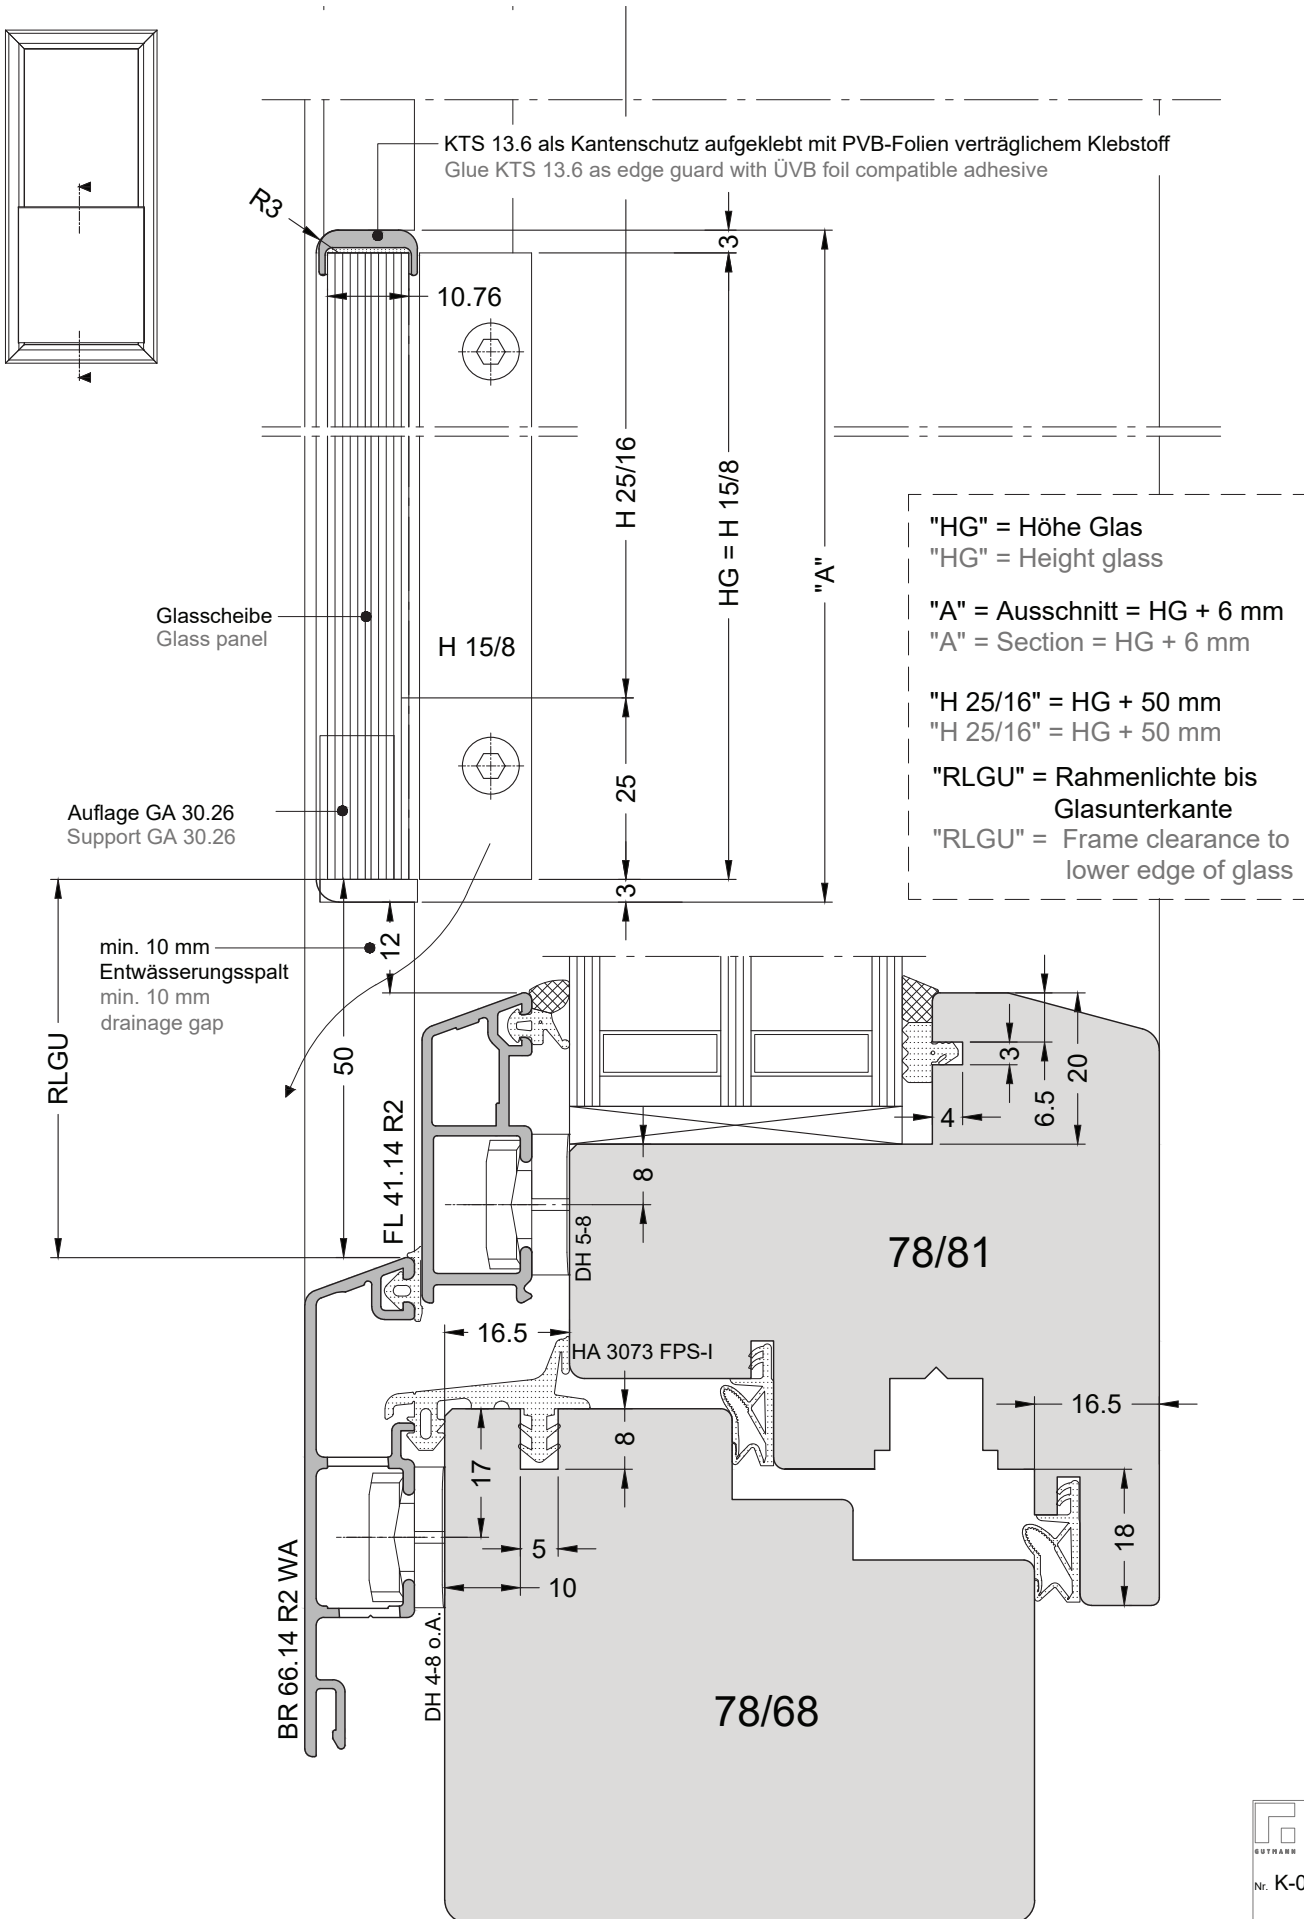 KTS 13.6 als Kantenschutz aufgeklebt mit PVB-Folien verträglichem Klebstoff
Glue KTS 13.6 as edge guard with ÜVB foil compatible adhesive
R3
3
10.76
H 25/16
HG = H 15/8
"A"
"HG" = Höhe Glas
"HG" = Height glass
"A" = Ausschnitt = HG + 6 mm
"A" = Section = HG + 6 mm
"H 25/16" = HG + 50 mm
"H 25/16" = HG + 50 mm
"RLGU" = Rahmenlichte bis
Glasunterkante
"RLGU" = Frame clearance to
lower edge of glass
Glasscheibe
Glass panel
H 15/8
25
Auflage GA 30.26
Support GA 30.26
3
12
min. 10 mm
Entwässerungsspalt
min. 10 mm
drainage gap
RLGU
50
FL 41.14 R2
3
20
6.5
4
8
DH 5-8
78/81
16.5
HA 3073 FPS-I
16.5
8
17
18
5
10
BR 66.14 R2 WA
DH 4-8 o.A.
78/68
GUTMANN
Nr. K-0